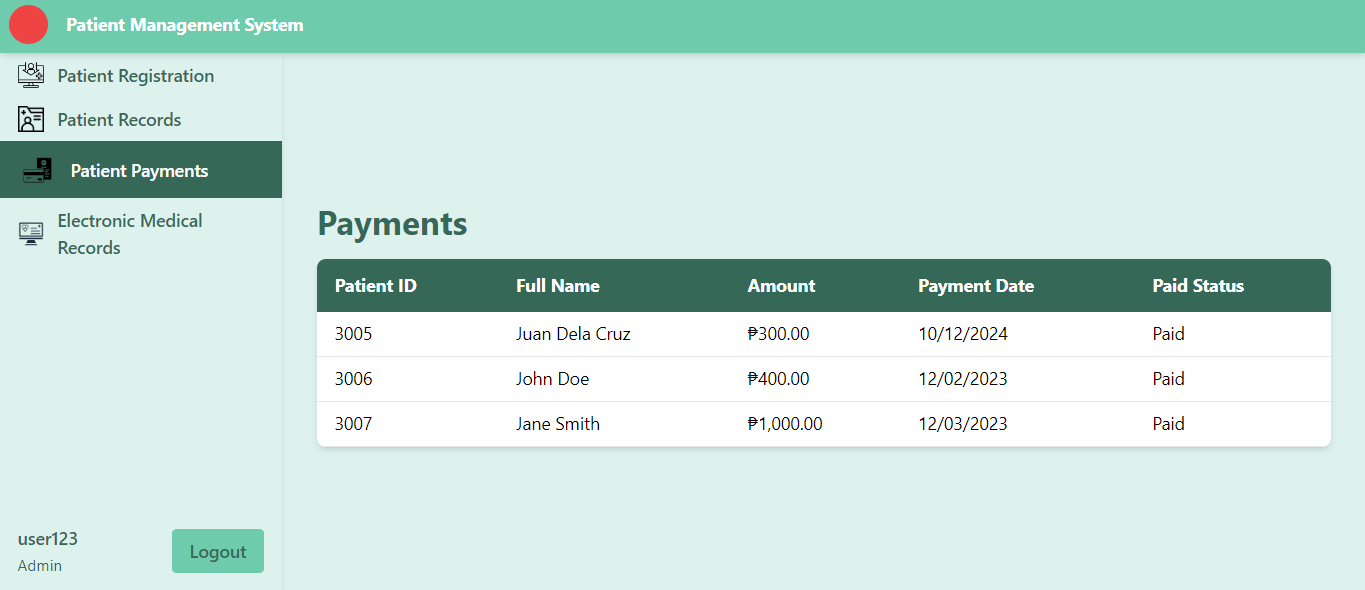 Patient Management System
Patient Registration
Patient Records
Patient Payments
Electronic Medical
Records
Payments
Patient ID Full Name Amount Payment Date Paid Status
3005 Juan Dela Cruz ₱300.00 10/12/2024 Paid
3006 John Doe ₱400.00 12/02/2023 Paid
3007 Jane Smith ₱1,000.00 12/03/2023 Paid
user123
Admin
Logout